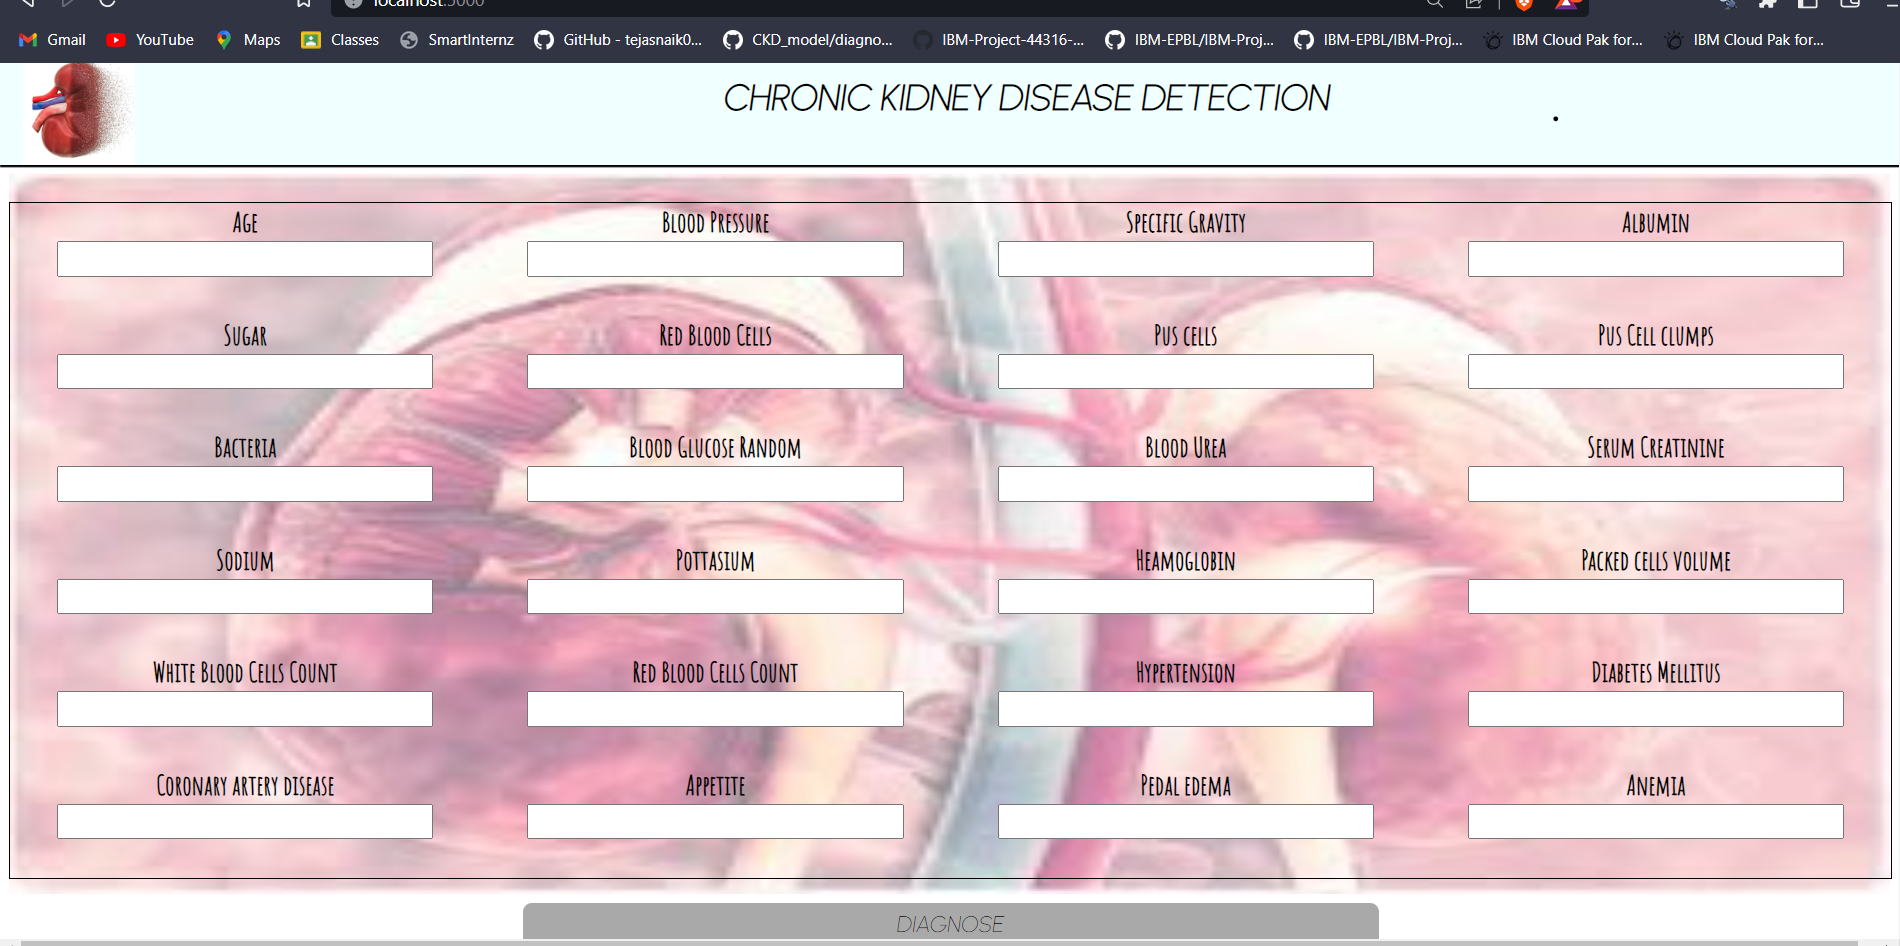 localhost:5000
Gmail YouTube Maps Classes SmartInternz GitHub - tejasnaik0... CKD_model/diagno... IBM-Project-44316-... IBM-EPBL/IBM-Proj... IBM-EPBL/IBM-Proj... IBM Cloud Pak for... IBM Cloud Pak for...
CHRONIC KIDNEY DISEASE DETECTION
Age Blood Pressure Specific Gravity Albumin
Sugar Red Blood Cells Pus cells Pus Cell clumps
Bacteria Blood Glucose Random Blood Urea Serum Creatinine
Sodium Pottasium Heamoglobin Packed cells volume
White Blood Cells Count Red Blood Cells Count Hypertension Diabetes Mellitus
Coronary artery disease Appetite Pedal edema Anemia
DIAGNOSE